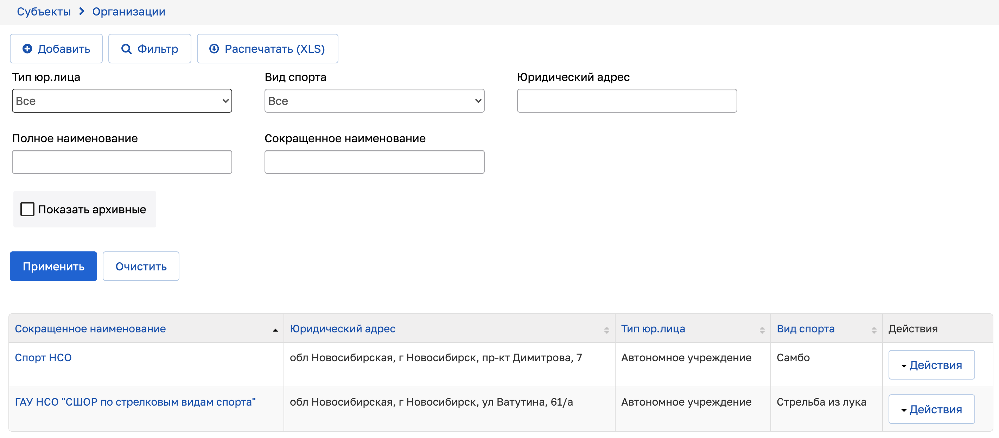 Субъекты Организации
Добавить Фильтр Распечатать (XLS)
Тип юр.лица Вид спорта Юридический адрес
Все Все
Полное наименование Сокращенное наименование
Показать архивные
Применить Очистить
Сокращенное наименование Юридический адрес Тип юр.лица Вид спорта Действия
Спорт НСО обл Новосибирская, г Новосибирск, пр-кт Димитрова, 7 Автономное учреждение Самбо Действия
ГАУ НСО "СШОР по стрелковым видам спорта" обл Новосибирская, г Новосибирск, ул Ватутина, 61/а Автономное учреждение Стрельба из лука Действия